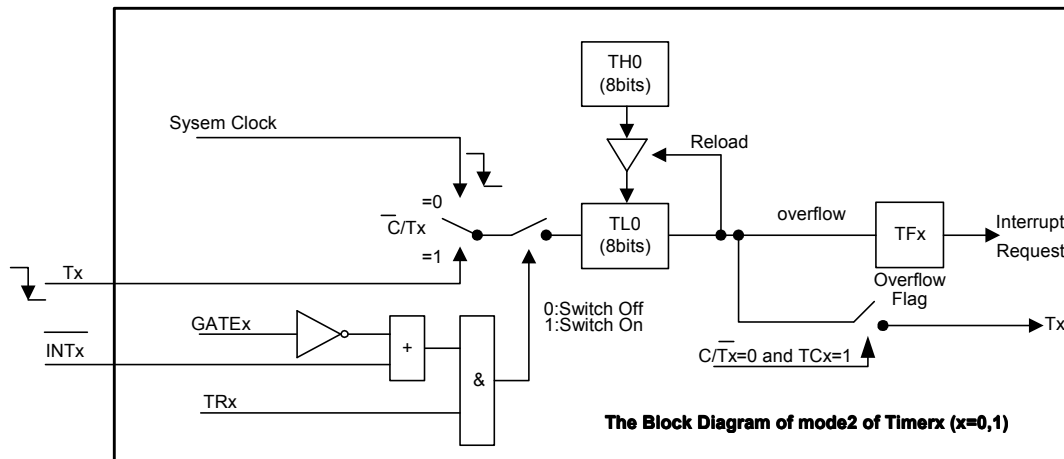 TH0
(8bits)
Sysem Clock
Reload
=0
C̅/Tx
TL0
(8bits)
overflow
TFx
Interrupt
Request
=1
Tx
Overflow
Flag
0:Switch Off
1:Switch On
GATEx
+
Tx
I̅N̅T̅x̅
&
C/T̅x=0 and TCx=1
TRx
The Block Diagram of mode2 of Timerx (x=0,1)